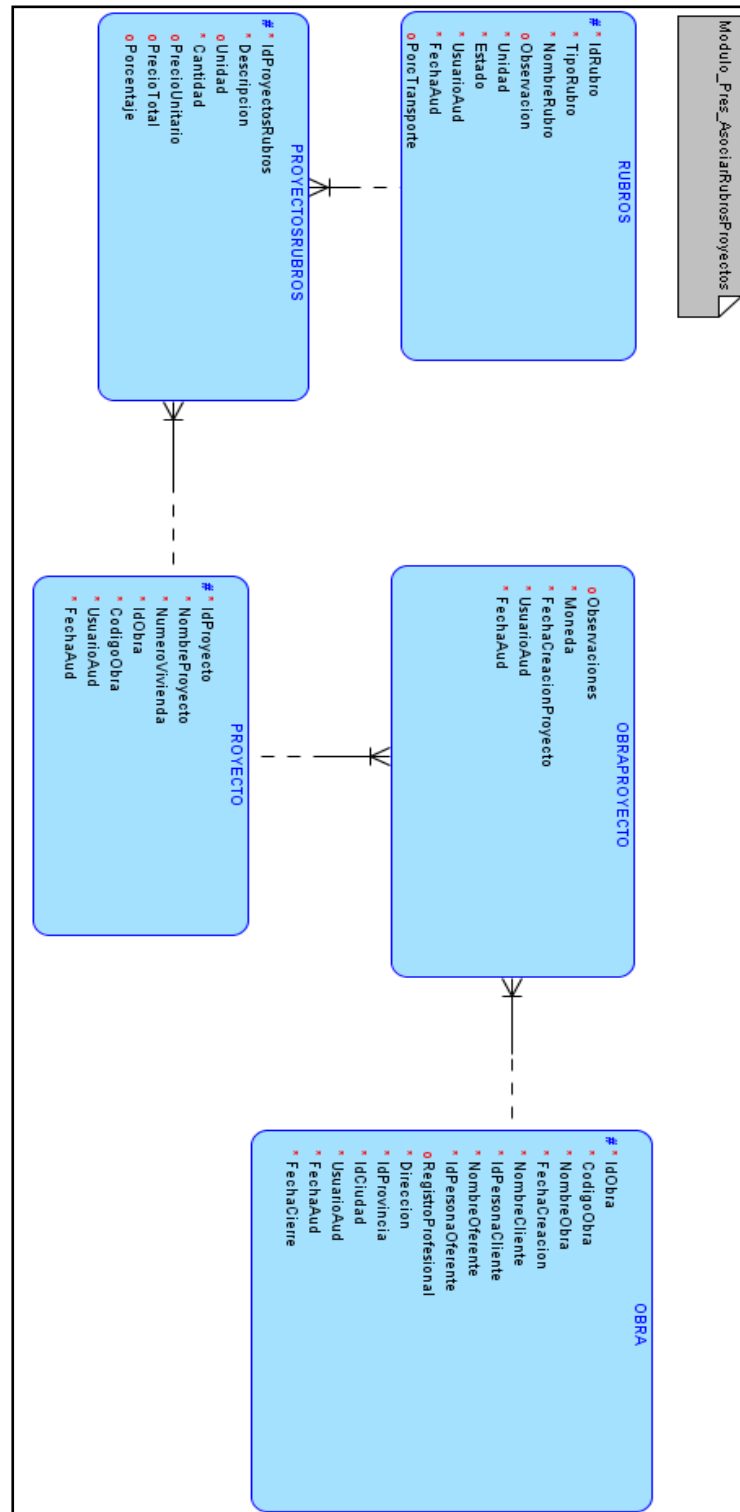 Modulo_Pres_AsociarRubrosProyectos
RUBROS
# * IdRubro
* TipoRubro
* NombreRubro
o Observacion
* Unidad
* Estado
* UsuarioAud
* FechaAud
o PorcTransporte
OBRAPROYECTO
o Observaciones
* Moneda
* FechaCreacionProyecto
* UsuarioAud
* FechaAud
OBRA
# * IdObra
* CodigoObra
* NombreObra
* FechaCreacion
* NombreCliente
* IdPersonaCliente
* NombreOferente
* IdPersonaOferente
o RegistroProfesional
* Direccion
* IdProvincia
* IdCiudad
* UsuarioAud
* FechaAud
* FechaCierre
PROYECTOSRUBROS
# * IdProyectosRubros
* Descripcion
o Unidad
* Cantidad
o PrecioUnitario
o PrecioTotal
o Porcentaje
PROYECTO
# * IdProyecto
* NombreProyecto
* NumeroVivienda
* IdObra
* CodigoObra
* UsuarioAud
* FechaAud